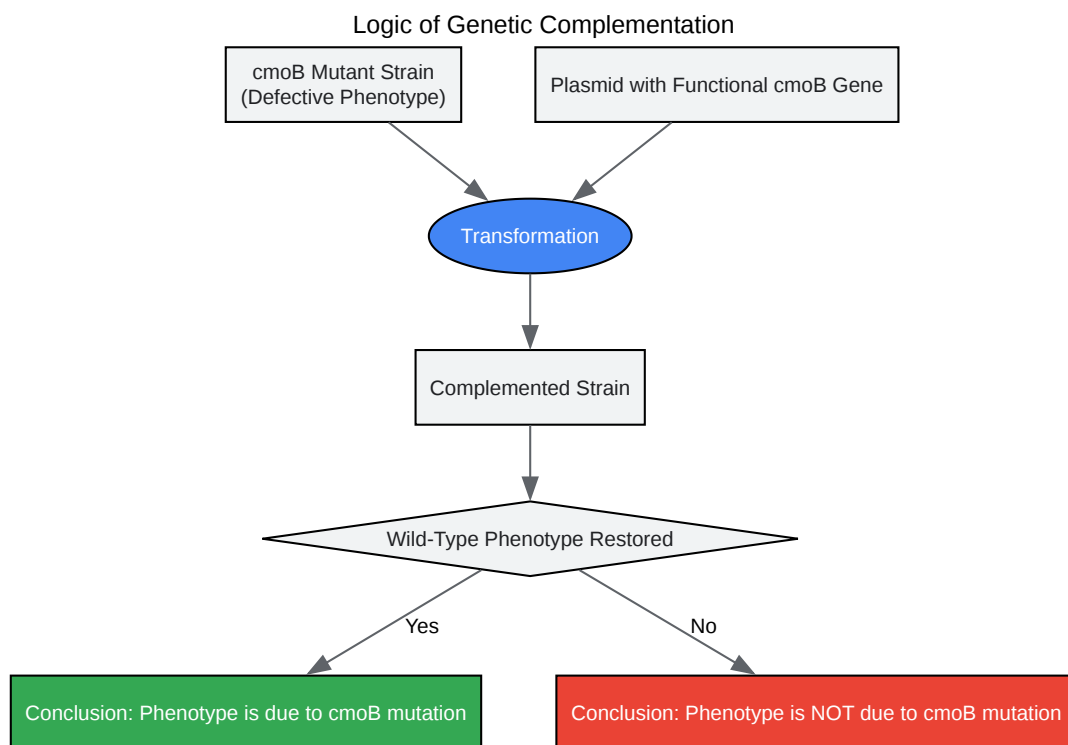 Logic of Genetic Complementation
cmoB Mutant Strain
(Defective Phenotype)
Plasmid with Functional cmoB Gene
Transformation
Complemented Strain
Wild-Type Phenotype Restored
Yes
No
Conclusion: Phenotype is due to cmoB mutation
Conclusion: Phenotype is NOT due to cmoB mutation